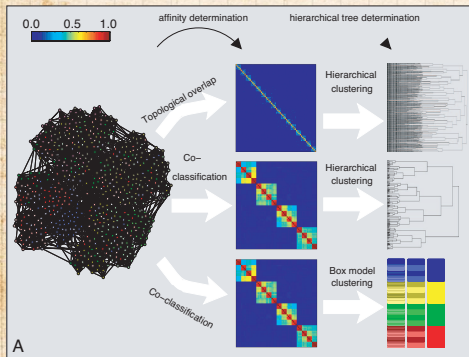 affinity determination
hierarchical tree determination
0.0 0.5 1.0
Topological overlap
Hierarchical
clustering
Co-
classification
Hierarchical
clustering
Co-classification
Box model
clustering
A